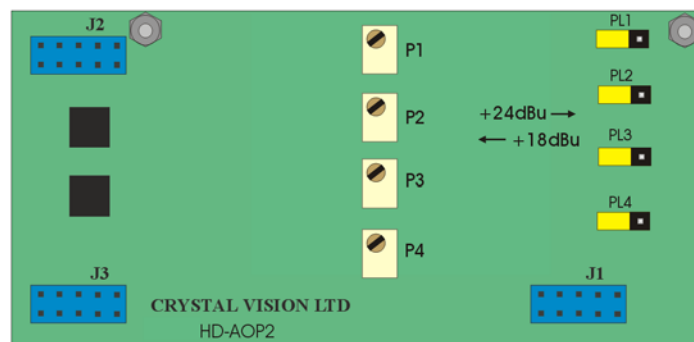 J2
P1
PL1
P2
PL2
+24dBu →
← +18dBu
P3
PL3
P4
PL4
J3
J1
CRYSTAL VISION LTD
HD-AOP2